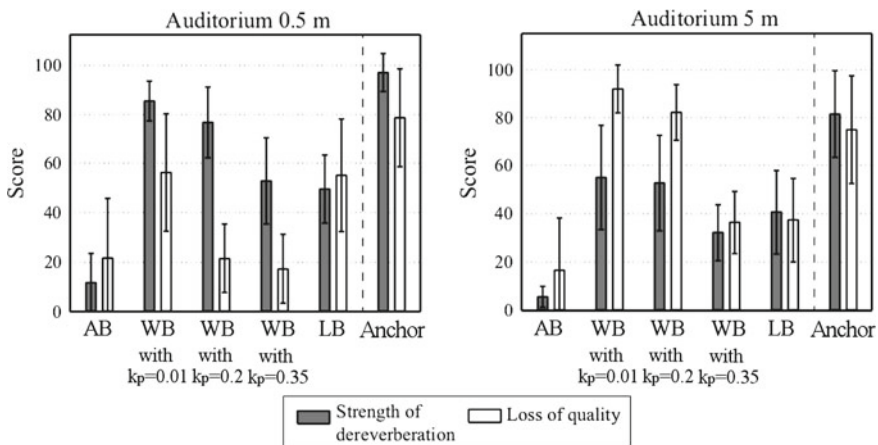 Auditorium 0.5 m
Score
100
80
60
40
20
0
AB WB WB WB LB Anchor
with with with
kp=0.01 kp=0.2 kp=0.35
Auditorium 5 m
Score
100
80
60
40
20
0
AB WB WB WB LB Anchor
with with with
kp=0.01 kp=0.2 kp=0.35
Strength of dereverberation
Loss of quality